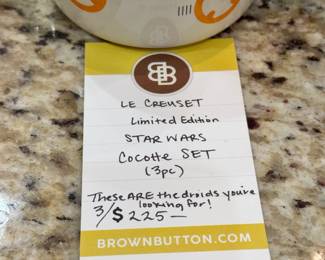 BB
LE CREUSET
Limited Edition
STAR WARS
COCOTTE SET
(3pc)
These ARE the droids you're
looking for!
3/$225—
BROWNBUTTON.COM